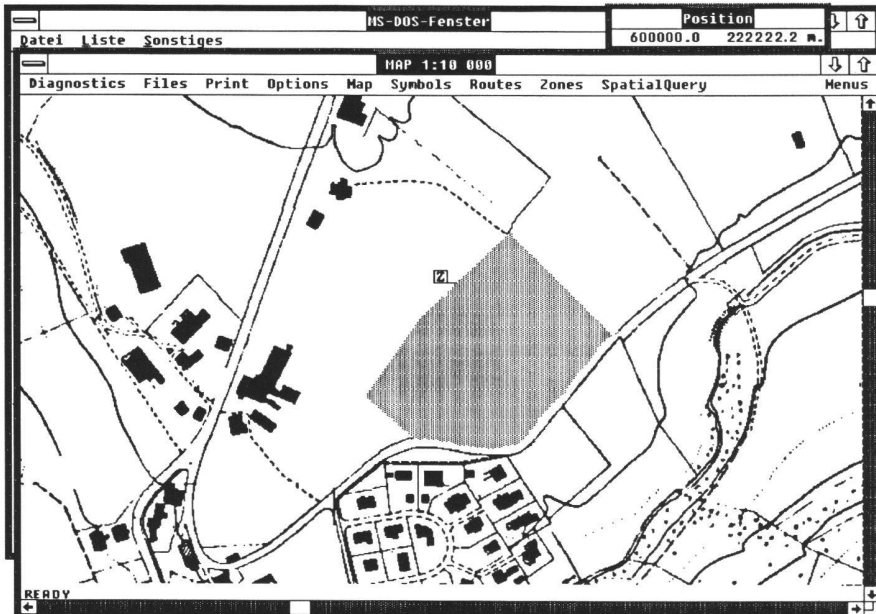 MS-DOS-Fenster
Position
Datei Liste Sonstiges
600000.0 222222.2 m.
MAP 1:10 000
Diagnostics Files Print Options Map Symbols Routes Zones SpatialQuery Menus
Z
READY